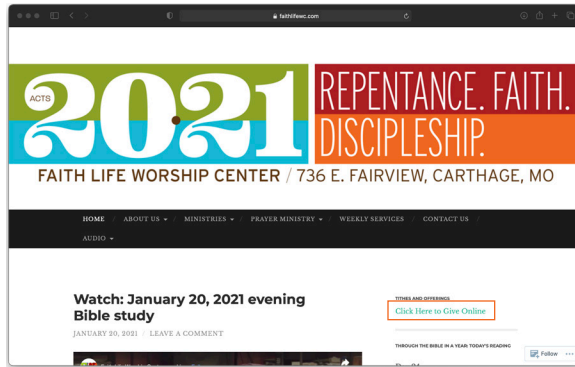 faithlifewc.com
ACTS
2021
REPENTANCE. FAITH.
DISCIPLESHIP.
FAITH LIFE WORSHIP CENTER / 736 E. FAIRVIEW, CARTHAGE, MO
HOME / ABOUT US / MINISTRIES / PRAYER MINISTRY / WEEKLY SERVICES / CONTACT US /
AUDIO
Watch: January 20, 2021 evening
Bible study
JANUARY 20, 2021 / LEAVE A COMMENT
TITHES AND OFFERINGS
Click Here to Give Online
THROUGH THE BIBLE IN A YEAR: TODAY'S READING
Follow